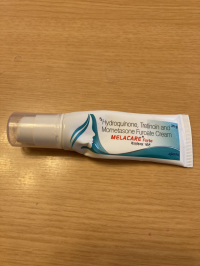 Hydroquinone, Tretinoin and
Mometasone Furoate Cream
MELACARE Forte